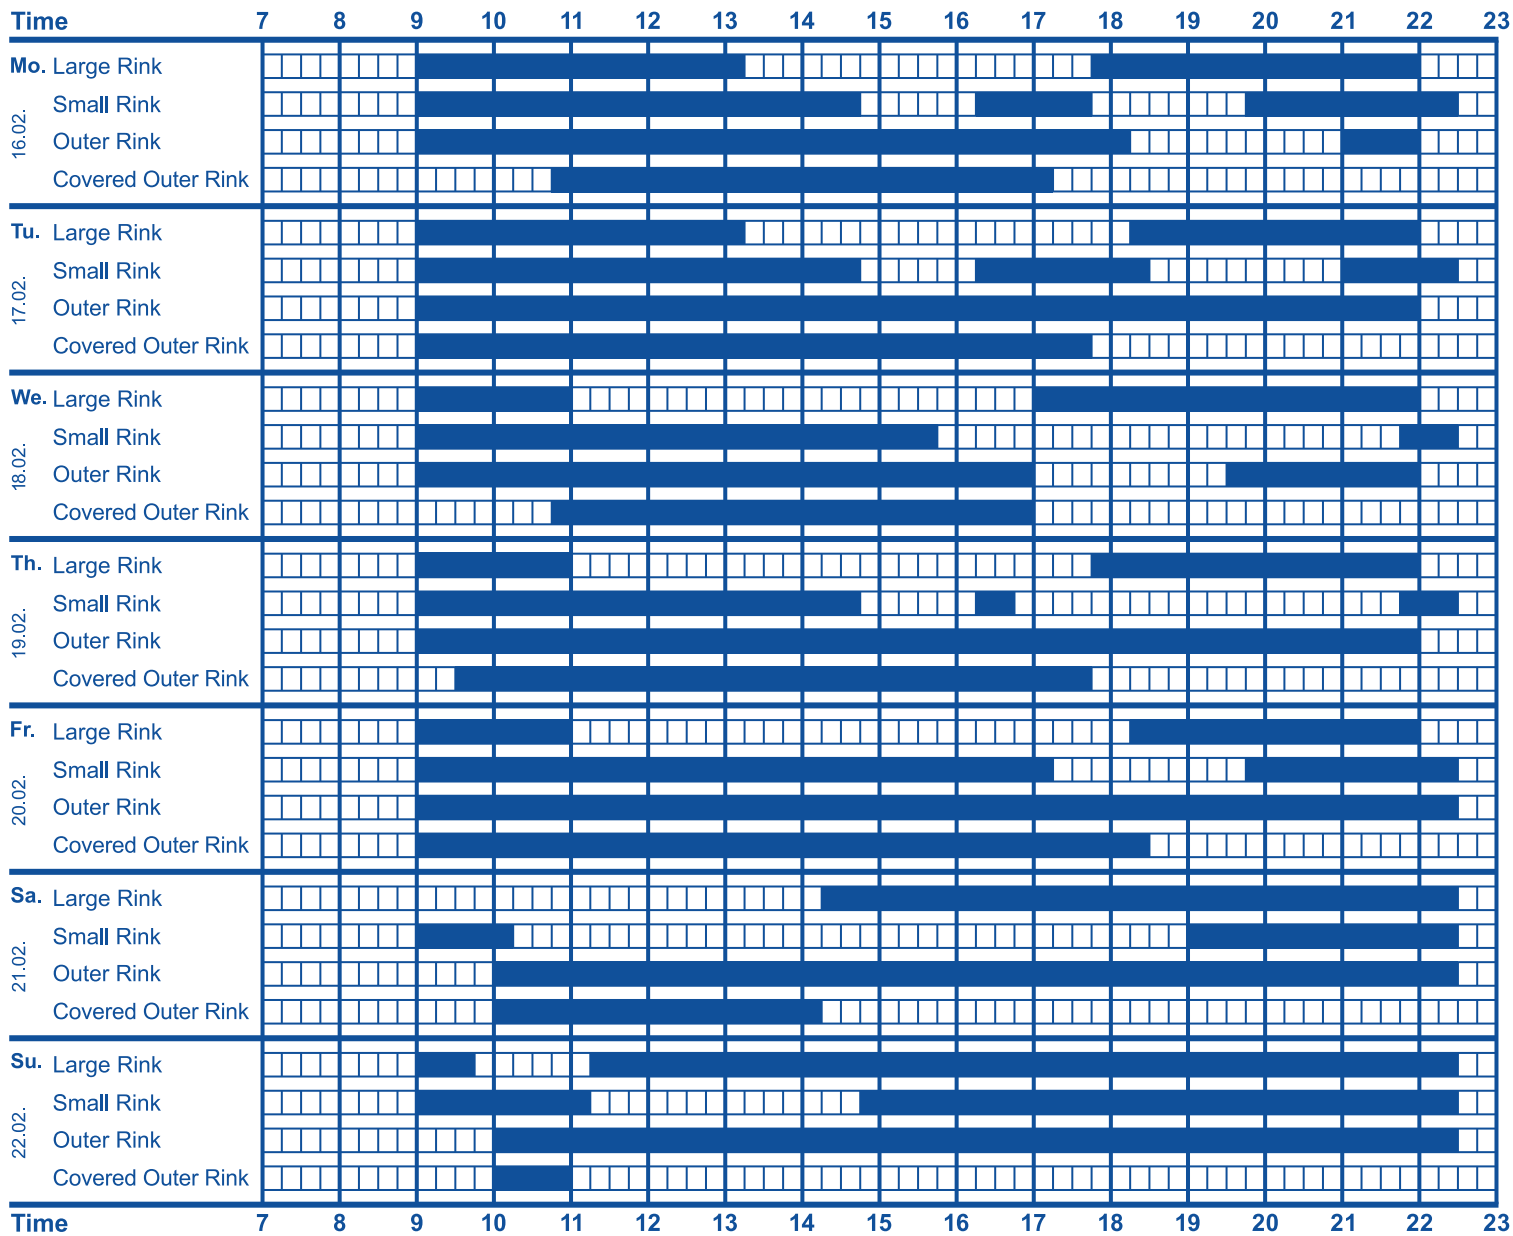 Time 7 8 9 10 11 12 13 14 15 16 17 18 19 20 21 22 23
Mo. Large Rink
Small Rink
16.02.
Outer Rink
Covered Outer Rink
Tu. Large Rink
Small Rink
17.02.
Outer Rink
Covered Outer Rink
We. Large Rink
Small Rink
18.02.
Outer Rink
Covered Outer Rink
Th. Large Rink
Small Rink
19.02.
Outer Rink
Covered Outer Rink
Fr. Large Rink
Small Rink
20.02.
Outer Rink
Covered Outer Rink
Sa. Large Rink
Small Rink
21.02.
Outer Rink
Covered Outer Rink
Su. Large Rink
Small Rink
22.02.
Outer Rink
Covered Outer Rink
Time 7 8 9 10 11 12 13 14 15 16 17 18 19 20 21 22 23